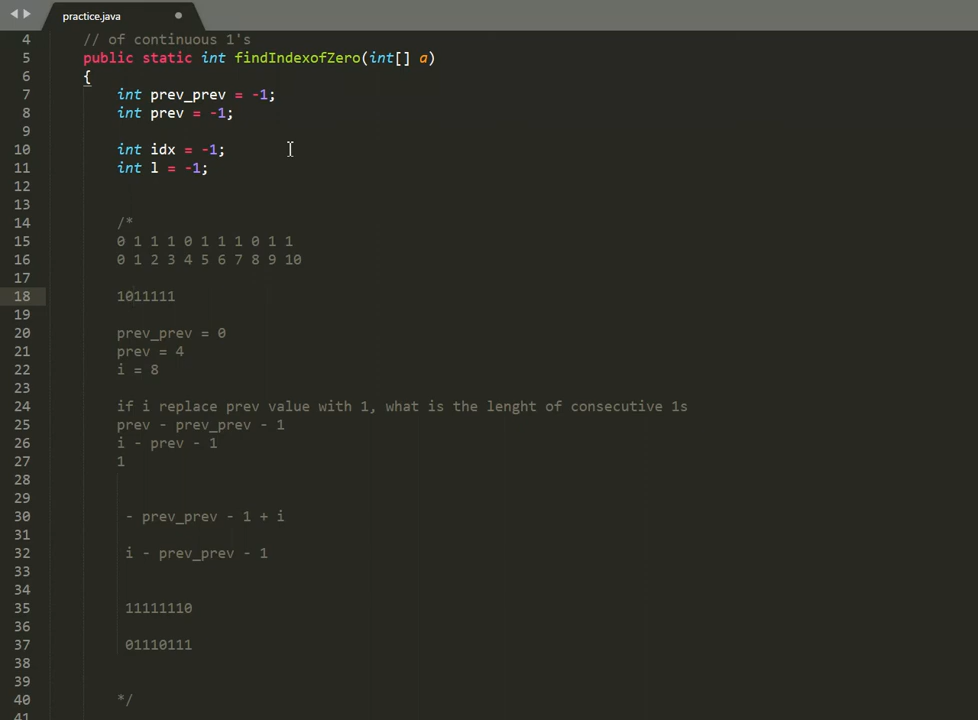 practice.java
4 // of continuous 1's
5 public static int findIndexofZero(int[] a)
6 {
7 int prev_prev = -1;
8 int prev = -1;
9
10 int idx = -1;
11 int l = -1;
12
13
14 /*
15 0 1 1 1 0 1 1 1 0 1 1
16 0 1 2 3 4 5 6 7 8 9 10
17
18 1011111
19
20 prev_prev = 0
21 prev = 4
22 i = 8
23
24 if i replace prev value with 1, what is the lenght of consecutive 1s
25 prev - prev_prev - 1
26 i - prev - 1
27 1
28
29
30 - prev_prev - 1 + i
31
32 i - prev_prev - 1
33
34
35 11111110
36
37 01110111
38
39
40 */
41